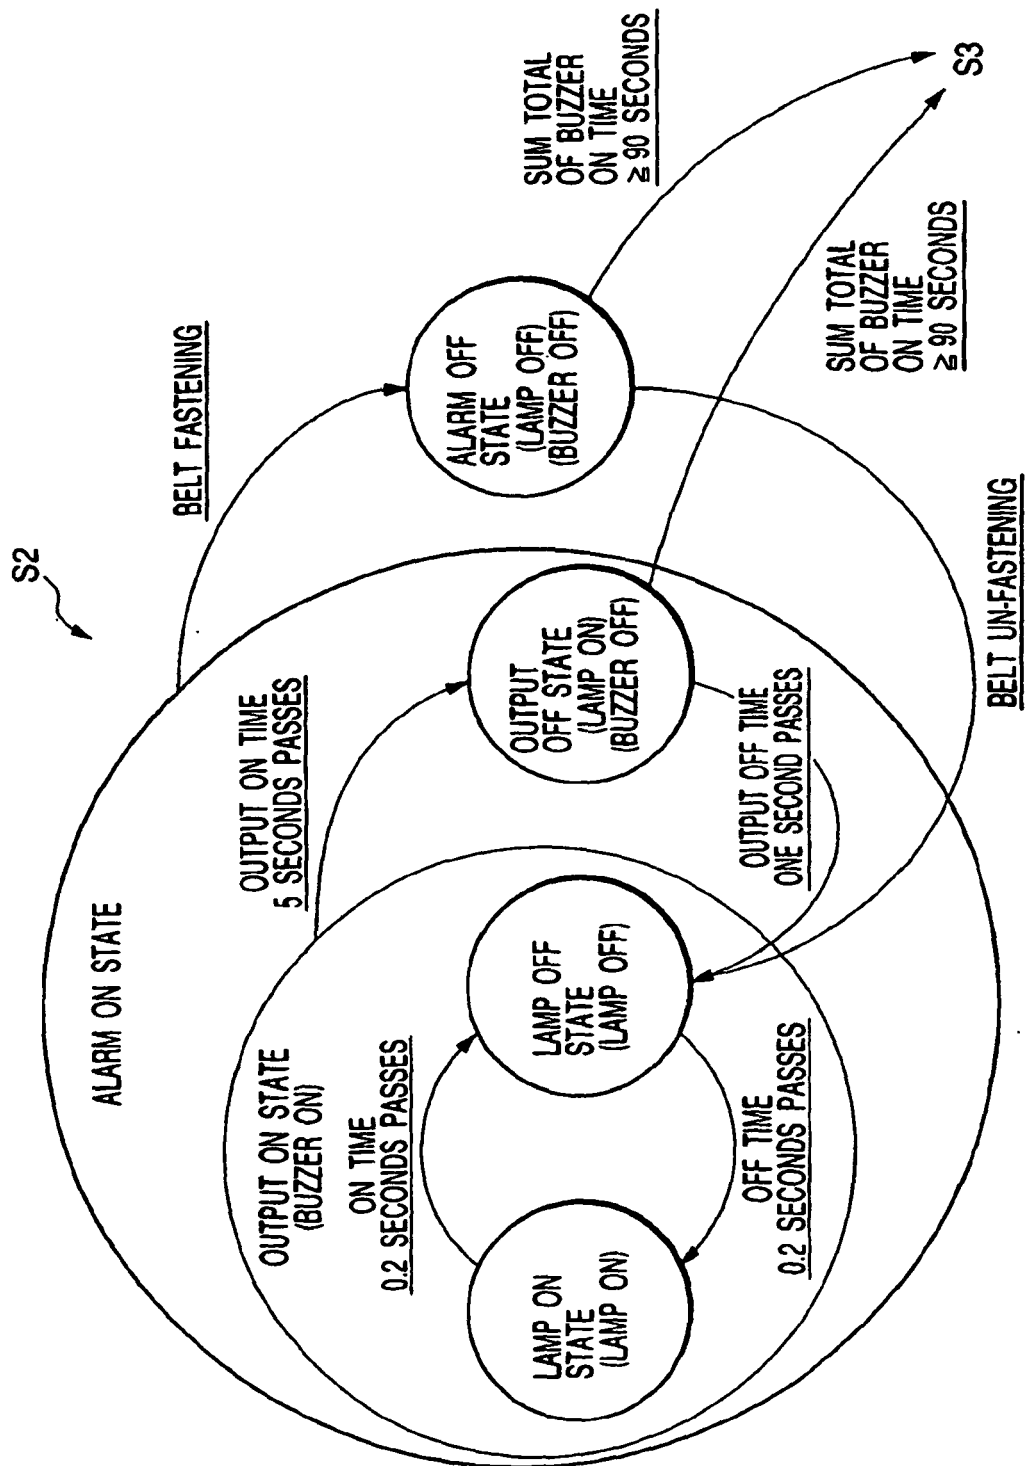 S2
ALARM ON STATE
BELT FASTENING
OUTPUT ON TIME
5 SECONDS PASSES
OUTPUT ON STATE
(BUZZER ON)
ON TIME
0.2 SECONDS PASSES
LAMP ON
STATE
(LAMP ON)
LAMP OFF
STATE
(LAMP OFF)
OUTPUT
OFF STATE
(LAMP ON)
(BUZZER OFF)
ALARM OFF
STATE
(LAMP OFF)
(BUZZER OFF)
SUM TOTAL
OF BUZZER
ON TIME
≧ 90 SECONDS
OFF TIME
0.2 SECONDS PASSES
OUTPUT OFF TIME
ONE SECOND PASSES
SUM TOTAL
OF BUZZER
ON TIME
≧ 90 SECONDS
BELT UN-FASTENING
S3